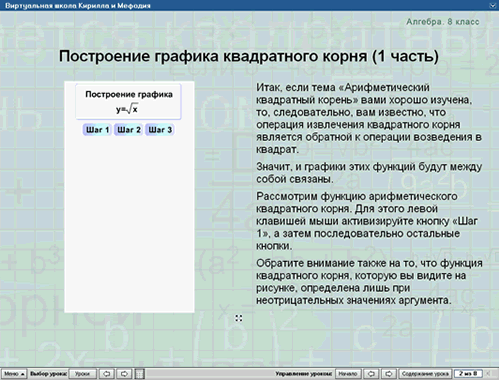 Виртуальная школа Кирилла и Мефодия
Алгебра. 8 класс
Построение графика квадратного корня (1 часть)
Построение графика
y=√x
Шаг 1 Шаг 2 Шаг 3
Итак, если тема «Арифметический
квадратный корень» вами хорошо изучена,
то, следовательно, вам известно, что
операция извлечения квадратного корня
является обратной к операции возведения в
квадрат.
Значит, и графики этих функций будут между
собой связаны.
Рассмотрим функцию арифметического
квадратного корня. Для этого левой
клавишей мыши активизируйте кнопку «Шаг
1», а затем последовательно остальные
кнопки.
Обратите внимание также на то, что функция
квадратного корня, которую вы видите на
рисунке, определена лишь при
неотрицательных значениях аргумента.
Меню Выбор урока: Уроки Управление уроком: Начало Содержание урока 2 из 8